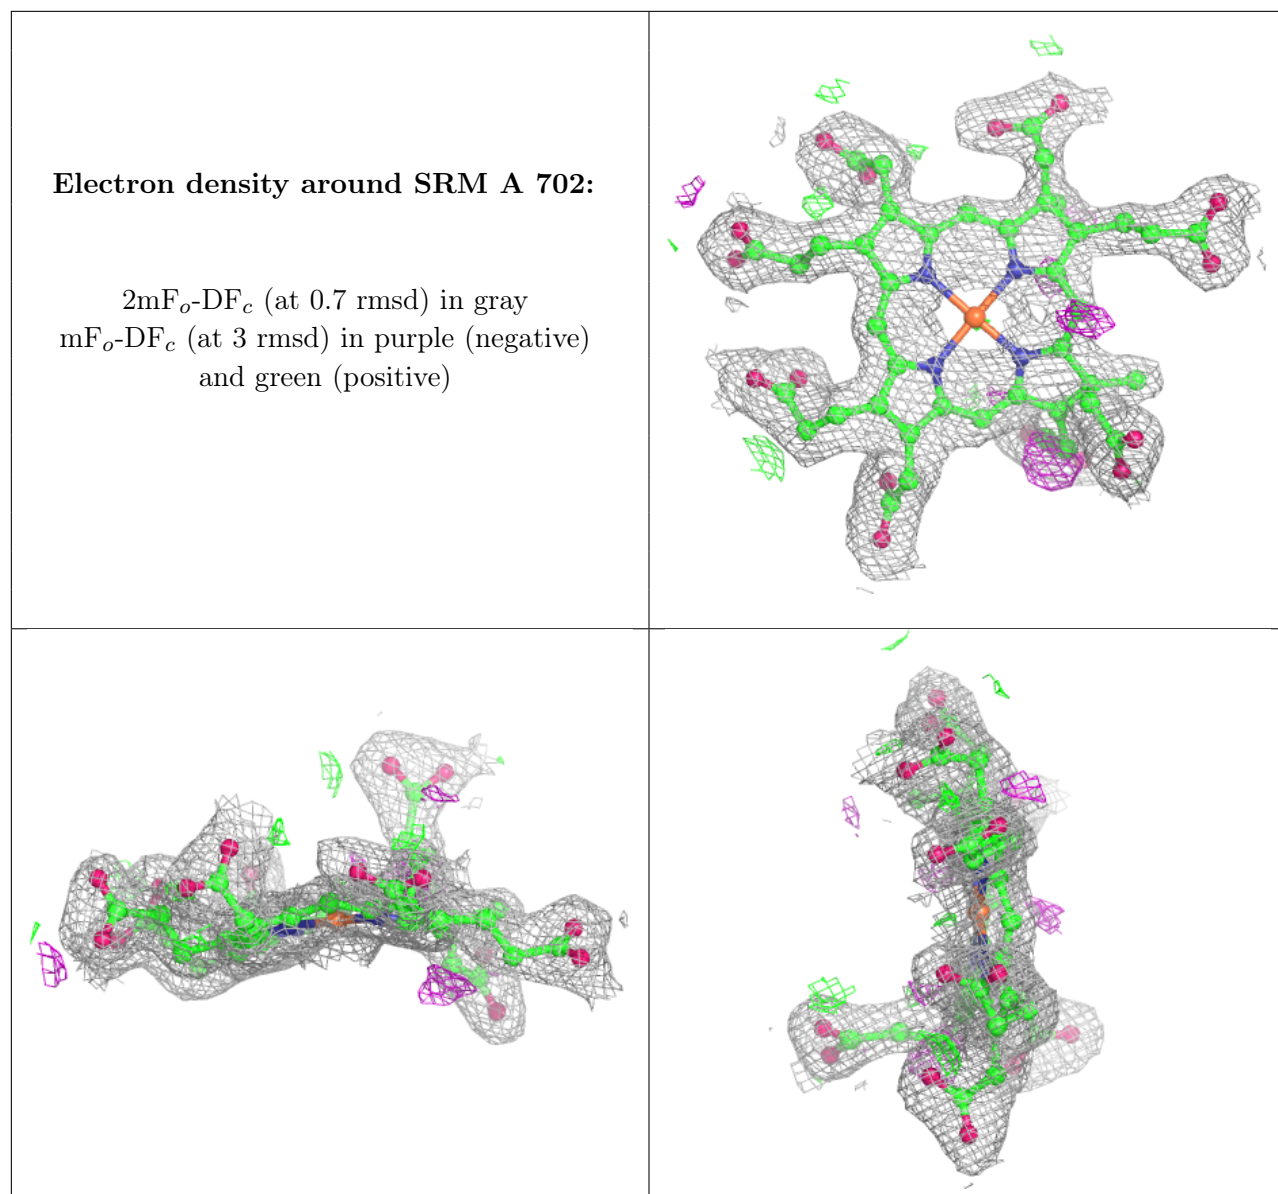 Electron density around SRM A 702:
2mFo-DFc (at 0.7 rmsd) in gray
mFo-DFc (at 3 rmsd) in purple (negative)
and green (positive)